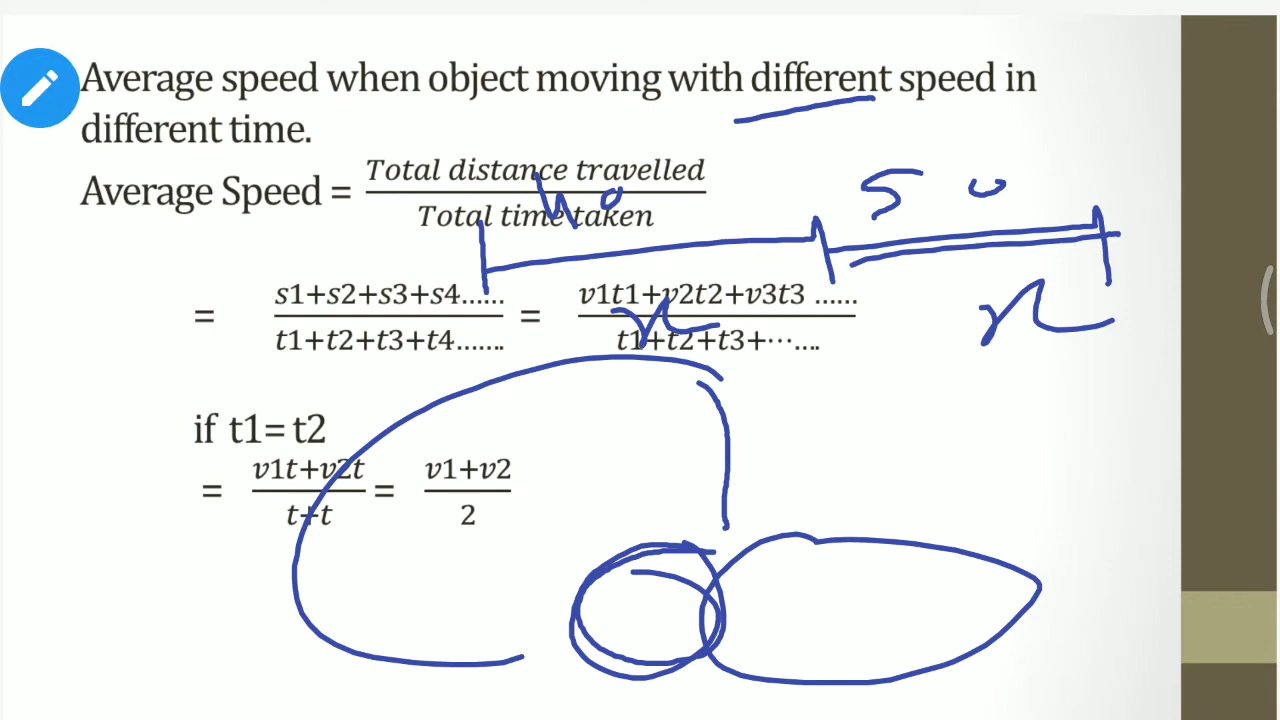 Average speed when object moving with different speed in
different time.
Average Speed = Total distance travelled / Total time taken
40 50
= s1+s2+s3+s4...... / t1+t2+t3+t4....... = v1t1+v2t2+v3t3 ...... / t1+t2+t3+⋯....
x x
if t1= t2
= v1t+v2t / t+t = v1+v2 / 2